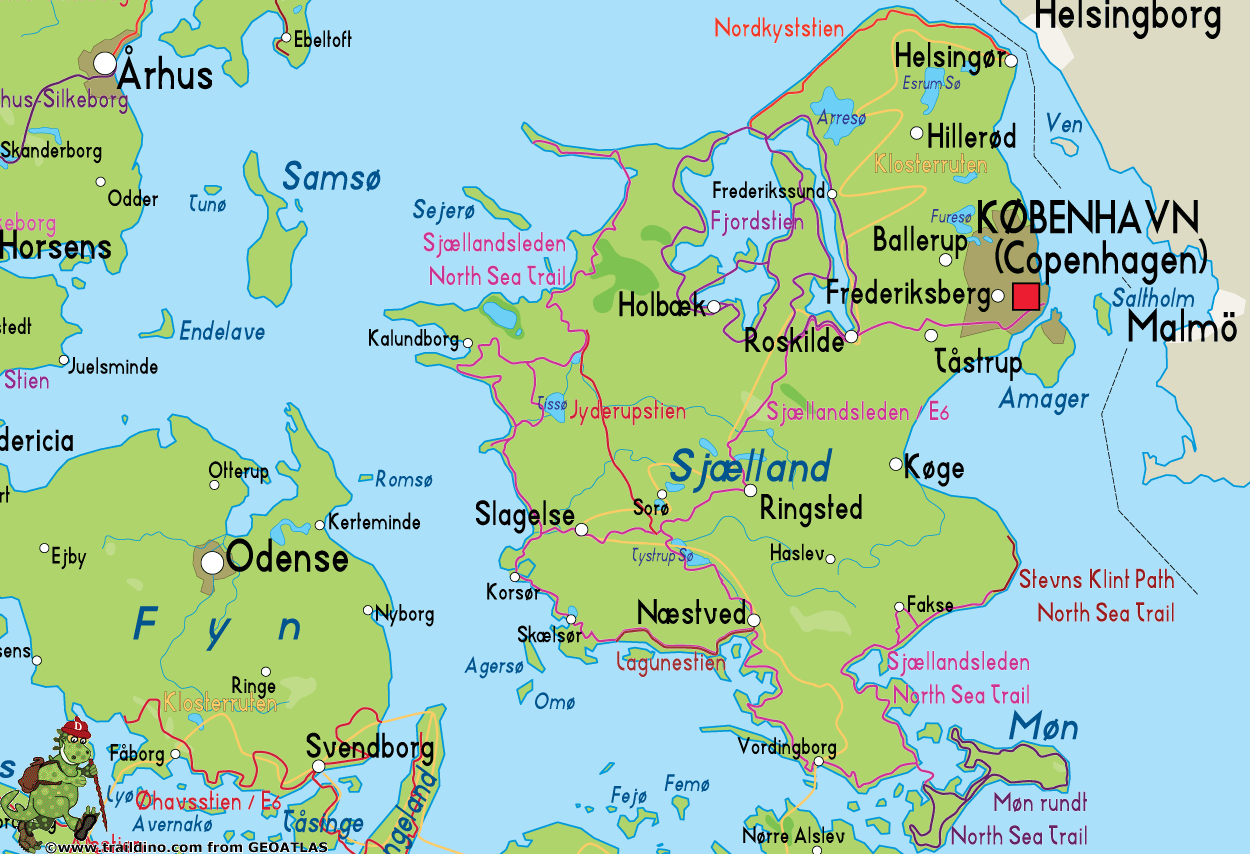 Helsingborg
Nordkyststien
Ebeltoft
Helsingør
Århus
Esrum Sø
hus-Silkeborg
Arresø
Ven
Hillerød
Skanderborg
Klosterruten
Samsø
Odder
Tunø
Frederikssund
Sejerø
Fjordstien
Furesø
KØBENHAVN
keborg
Horsens
Sjællandsleden
North Sea Trail
Ballerup
(Copenhagen)
Holbæk
Frederiksberg
Saltholm
Malmö
stedt
Endelave
Kalundborg
Roskilde
Tåstrup
Juelsminde
Stien
Amager
Tissø
Jyderupstien
Sjællandsleden / E6
dericia
Otterup
Romsø
Sjælland
Køge
rt
Sorø
Ringsted
Slagelse
Kerteminde
Ejby
Odense
Tystrup Sø
Haslev
Korsør
Stevns Klint Path
North Sea Trail
Nyborg
Fyn
Næstved
Fakse
Skælsør
sens
Agersø
Lagunestien
Sjællandsleden
North Sea Trail
Ringe
Omø
Klosterruten
Møn
Svendborg
Fåborg
Vordingborg
D
s
Lyø
Øhavsstien / E6
Fejø
Femø
Møn rundt
North Sea Trail
Avernakø
Tåsinge
ngeland
Nørre Alslev
©www.traildino.com from GEOATLAS